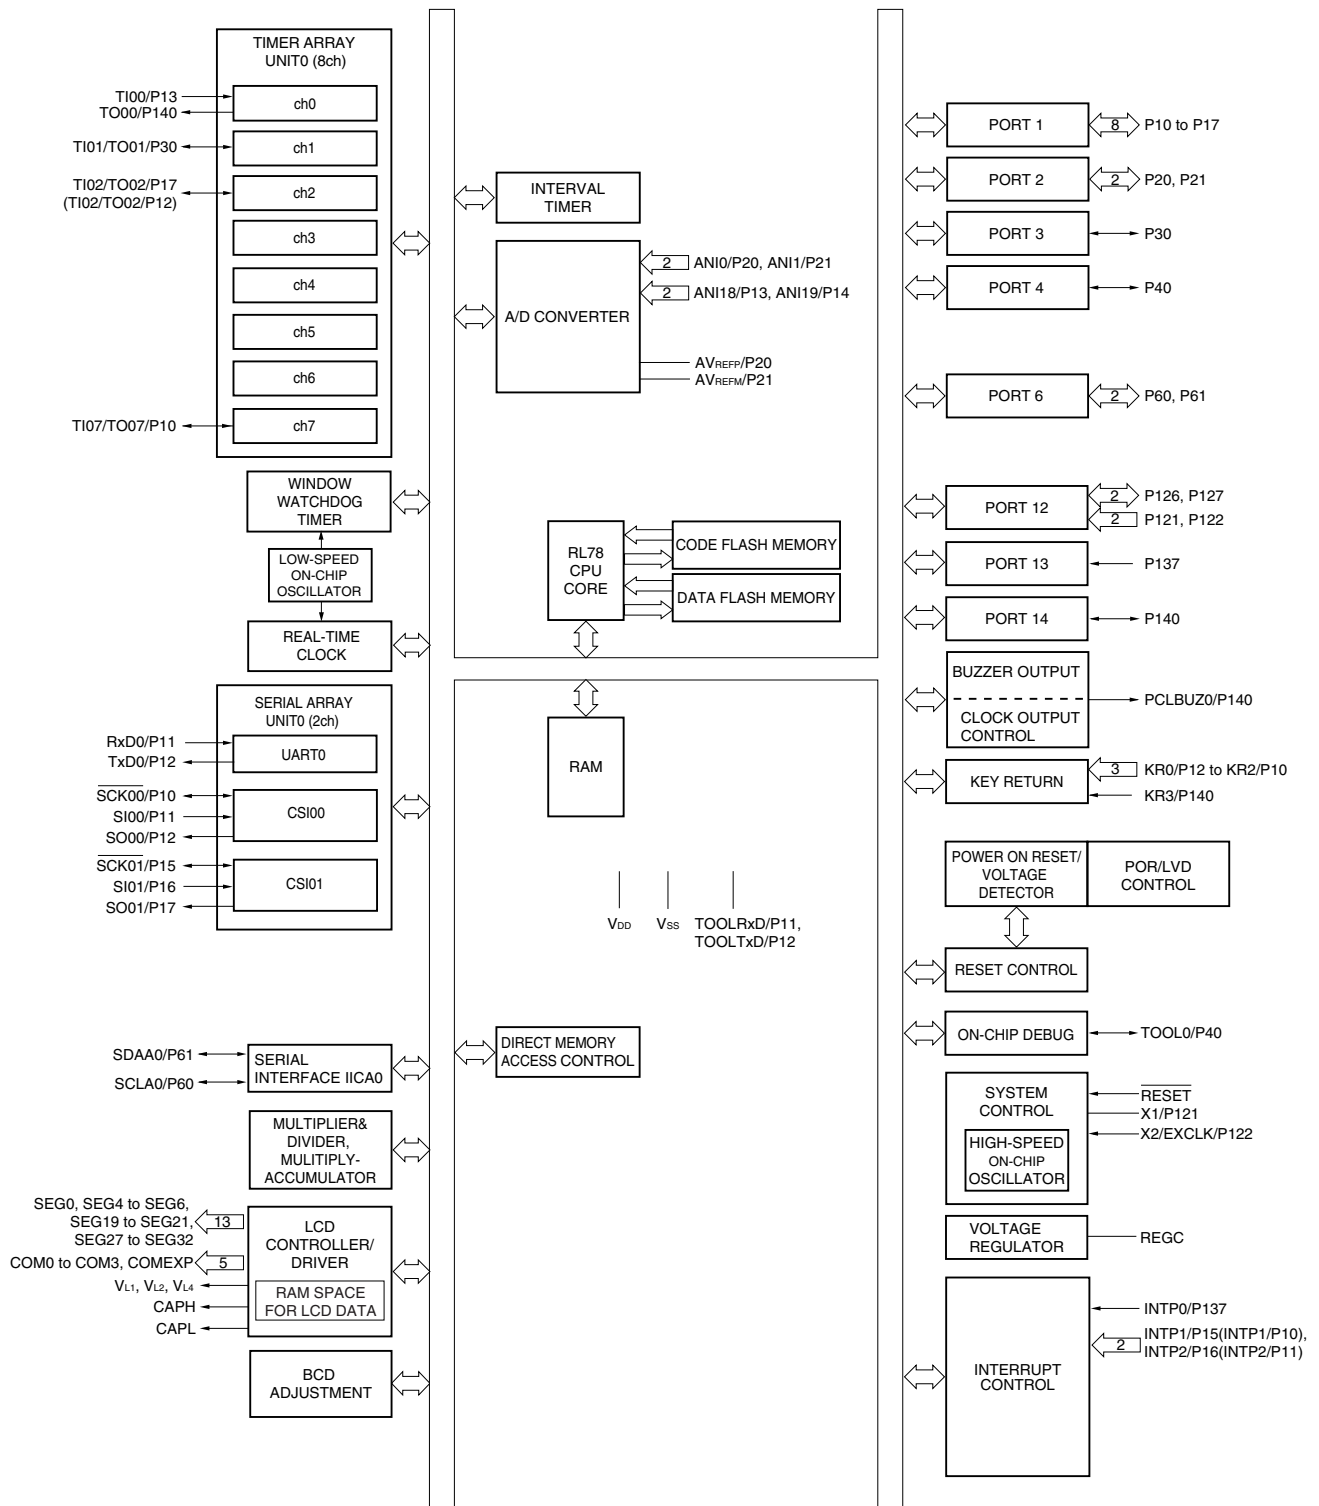 TIMER ARRAY
UNIT0 (8ch)
TI00/P13
TO00/P140
ch0
TI01/TO01/P30
ch1
TI02/TO02/P17
(TI02/TO02/P12)
ch2
ch3
ch4
ch5
ch6
TI07/TO07/P10
ch7
WINDOW
WATCHDOG
TIMER
LOW-SPEED
ON-CHIP
OSCILLATOR
REAL-TIME
CLOCK
SERIAL ARRAY
UNIT0 (2ch)
RxD0/P11
TxD0/P12
UART0
SCK00/P10
SI00/P11
SO00/P12
CSI00
SCK01/P15
SI01/P16
SO01/P17
CSI01
SDAA0/P61
SCLA0/P60
SERIAL
INTERFACE IICA0
MULTIPLIER&
DIVIDER,
MULITIPLY-
ACCUMULATOR
SEG0, SEG4 to SEG6,
SEG19 to SEG21,
SEG27 to SEG32
13
COM0 to COM3, COMEXP
5
VL1, VL2, VL4
CAPH
CAPL
LCD
CONTROLLER/
DRIVER
RAM SPACE
FOR LCD DATA
BCD
ADJUSTMENT
INTERVAL
TIMER
A/D CONVERTER
2
ANI0/P20, ANI1/P21
2
ANI18/P13, ANI19/P14
AVREFP/P20
AVREFM/P21
RL78
CPU
CORE
CODE FLASH MEMORY
DATA FLASH MEMORY
RAM
VDD
VSS
TOOLRxD/P11,
TOOLTxD/P12
DIRECT MEMORY
ACCESS CONTROL
PORT 1
8
P10 to P17
PORT 2
2
P20, P21
PORT 3
P30
PORT 4
P40
PORT 6
2
P60, P61
PORT 12
2
P126, P127
2
P121, P122
PORT 13
P137
PORT 14
P140
BUZZER OUTPUT
CLOCK OUTPUT
CONTROL
PCLBUZ0/P140
KEY RETURN
3
KR0/P12 to KR2/P10
KR3/P140
POWER ON RESET/
VOLTAGE
DETECTOR
POR/LVD
CONTROL
RESET CONTROL
ON-CHIP DEBUG
TOOL0/P40
SYSTEM
CONTROL
HIGH-SPEED
ON-CHIP
OSCILLATOR
RESET
X1/P121
X2/EXCLK/P122
VOLTAGE
REGULATOR
REGC
INTERRUPT
CONTROL
INTP0/P137
2
INTP1/P15(INTP1/P10),
INTP2/P16(INTP2/P11)